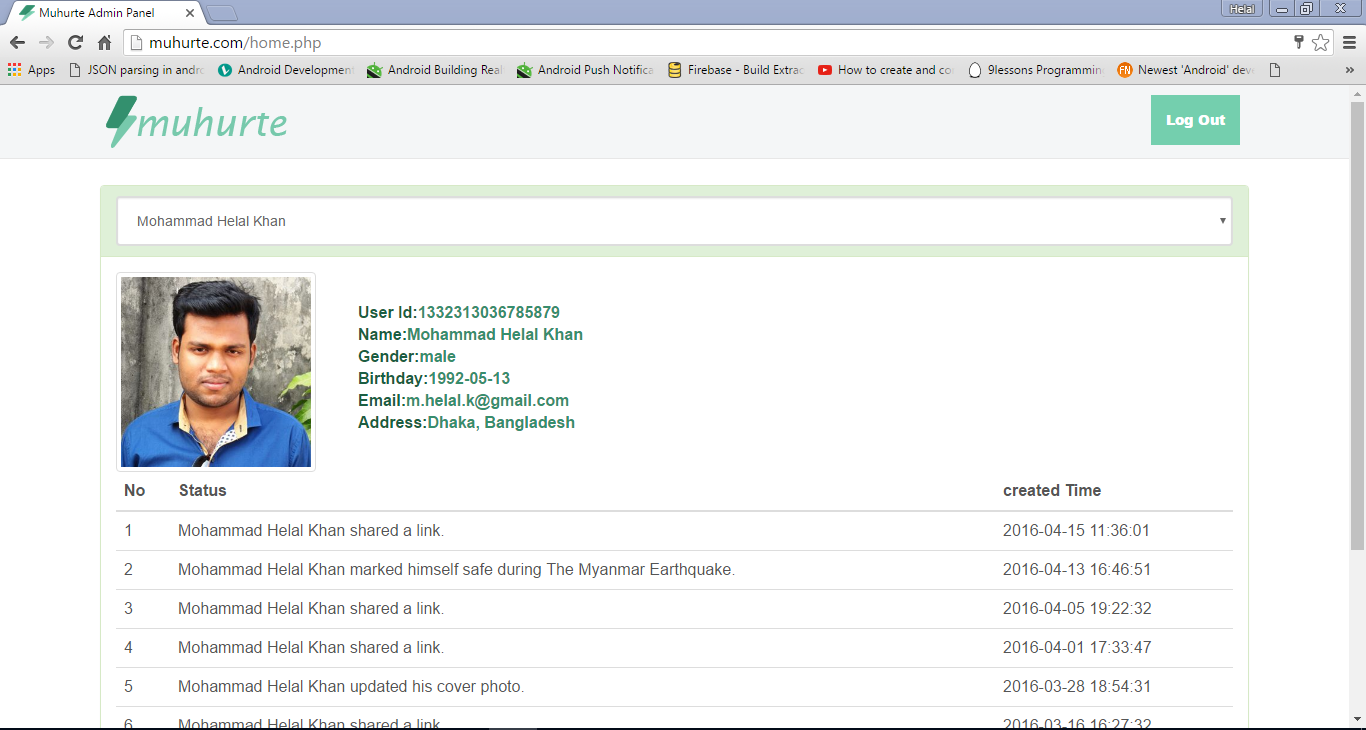 Muhurte Admin Panel
Helal
muhurte.com/home.php
Apps JSON parsing in andro Android Development Android Building Real Android Push Notifica Firebase - Build Extrac How to create and co 9lessons Programmin FN Newest 'Android' deve »
muhurte
Log Out
Mohammad Helal Khan
User Id:1332313036785879
Name:Mohammad Helal Khan
Gender:male
Birthday:1992-05-13
Email:m.helal.k@gmail.com
Address:Dhaka, Bangladesh
No Status created Time
1 Mohammad Helal Khan shared a link. 2016-04-15 11:36:01
2 Mohammad Helal Khan marked himself safe during The Myanmar Earthquake. 2016-04-13 16:46:51
3 Mohammad Helal Khan shared a link. 2016-04-05 19:22:32
4 Mohammad Helal Khan shared a link. 2016-04-01 17:33:47
5 Mohammad Helal Khan updated his cover photo. 2016-03-28 18:54:31
6 Mohammad Helal Khan shared a link. 2016-03-16 16:27:32